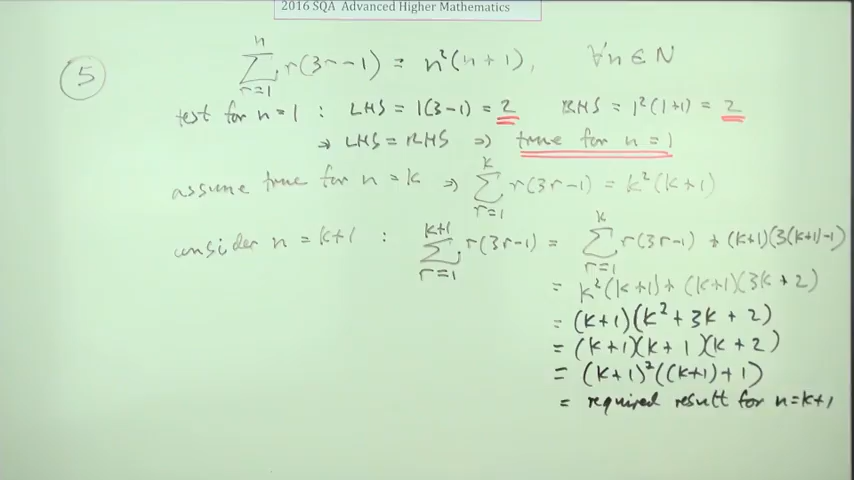 2016 SQA Advanced Higher Mathematics
5
n
∑ r(3r−1) = n²(n+1), ∀n∈N
r=1
test for n=1 : LHS = 1(3−1) = 2 RHS = 1²(1+1) = 2
⇒ LHS = RHS ⇒ true for n=1
k
assume true for n=k ⇒ ∑ r(3r−1) = k²(k+1)
r=1
k+1 k
consider n=k+1 : ∑ r(3r−1) = ∑ r(3r−1) + (k+1)(3(k+1)−1)
r=1 r=1
= k²(k+1) + (k+1)(3k+2)
= (k+1)(k²+3k+2)
= (k+1)(k+1)(k+2)
= (k+1)²((k+1)+1)
= required result for n=k+1